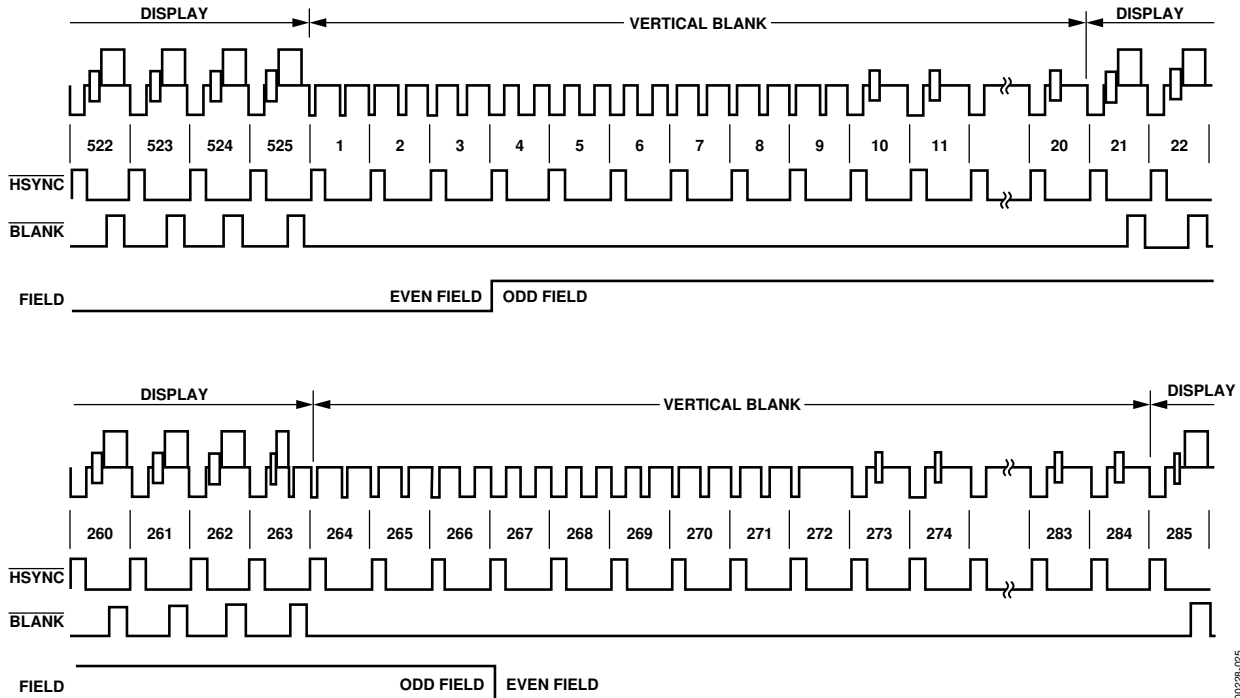 DISPLAY VERTICAL BLANK DISPLAY
522 523 524 525 1 2 3 4 5 6 7 8 9 10 11 20 21 22
HSYNC
BLANK
FIELD EVEN FIELD ODD FIELD
DISPLAY VERTICAL BLANK DISPLAY
260 261 262 263 264 265 266 267 268 269 270 271 272 273 274 283 284 285
HSYNC
BLANK
FIELD ODD FIELD EVEN FIELD
00228-025